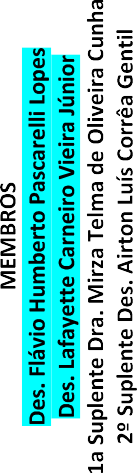 MEMBROS
Des. Flávio Humberto Pascarelli Lopes
Des. Lafayette Carneiro Vieira Júnior
1a Suplente Dra. Mirza Telma de Oliveira Cunha
2º Suplente Des. Airton Luís Corrêa Gentil